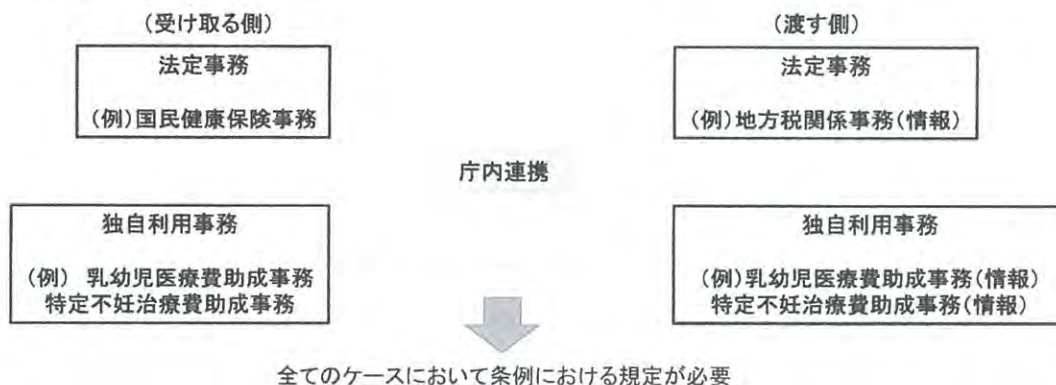 (受け取る側)
法定事務
(例)国民健康保険事務
(渡す側)
法定事務
(例)地方税関係事務(情報)
庁内連携
独自利用事務
(例) 乳幼児医療費助成事務
特定不妊治療費助成事務
独自利用事務
(例)乳幼児医療費助成事務(情報)
特定不妊治療費助成事務(情報)
全てのケースにおいて条例における規定が必要